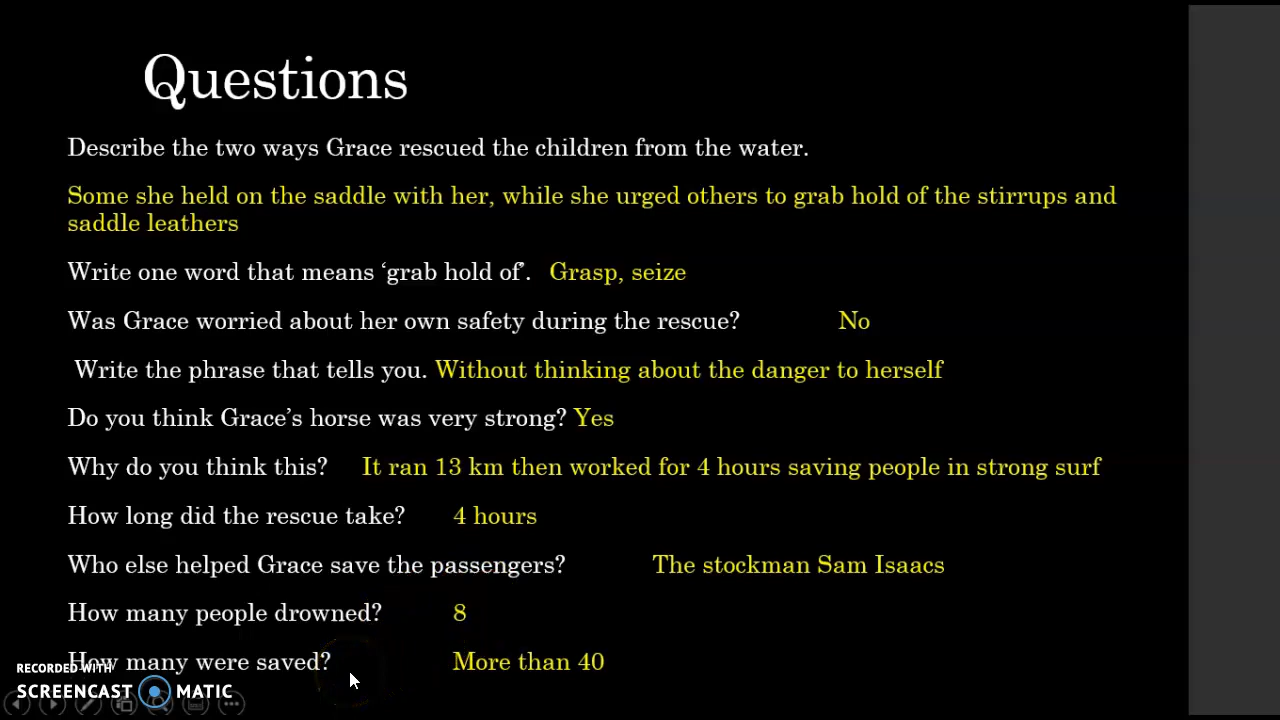 Questions
Describe the two ways Grace rescued the children from the water.
Some she held on the saddle with her, while she urged others to grab hold of the stirrups and
saddle leathers
Write one word that means ‘grab hold of’. Grasp, seize
Was Grace worried about her own safety during the rescue? No
Write the phrase that tells you. Without thinking about the danger to herself
Do you think Grace’s horse was very strong? Yes
Why do you think this? It ran 13 km then worked for 4 hours saving people in strong surf
How long did the rescue take? 4 hours
Who else helped Grace save the passengers? The stockman Sam Isaacs
How many people drowned? 8
How many were saved? More than 40
RECORDED WITH
SCREENCAST MATIC